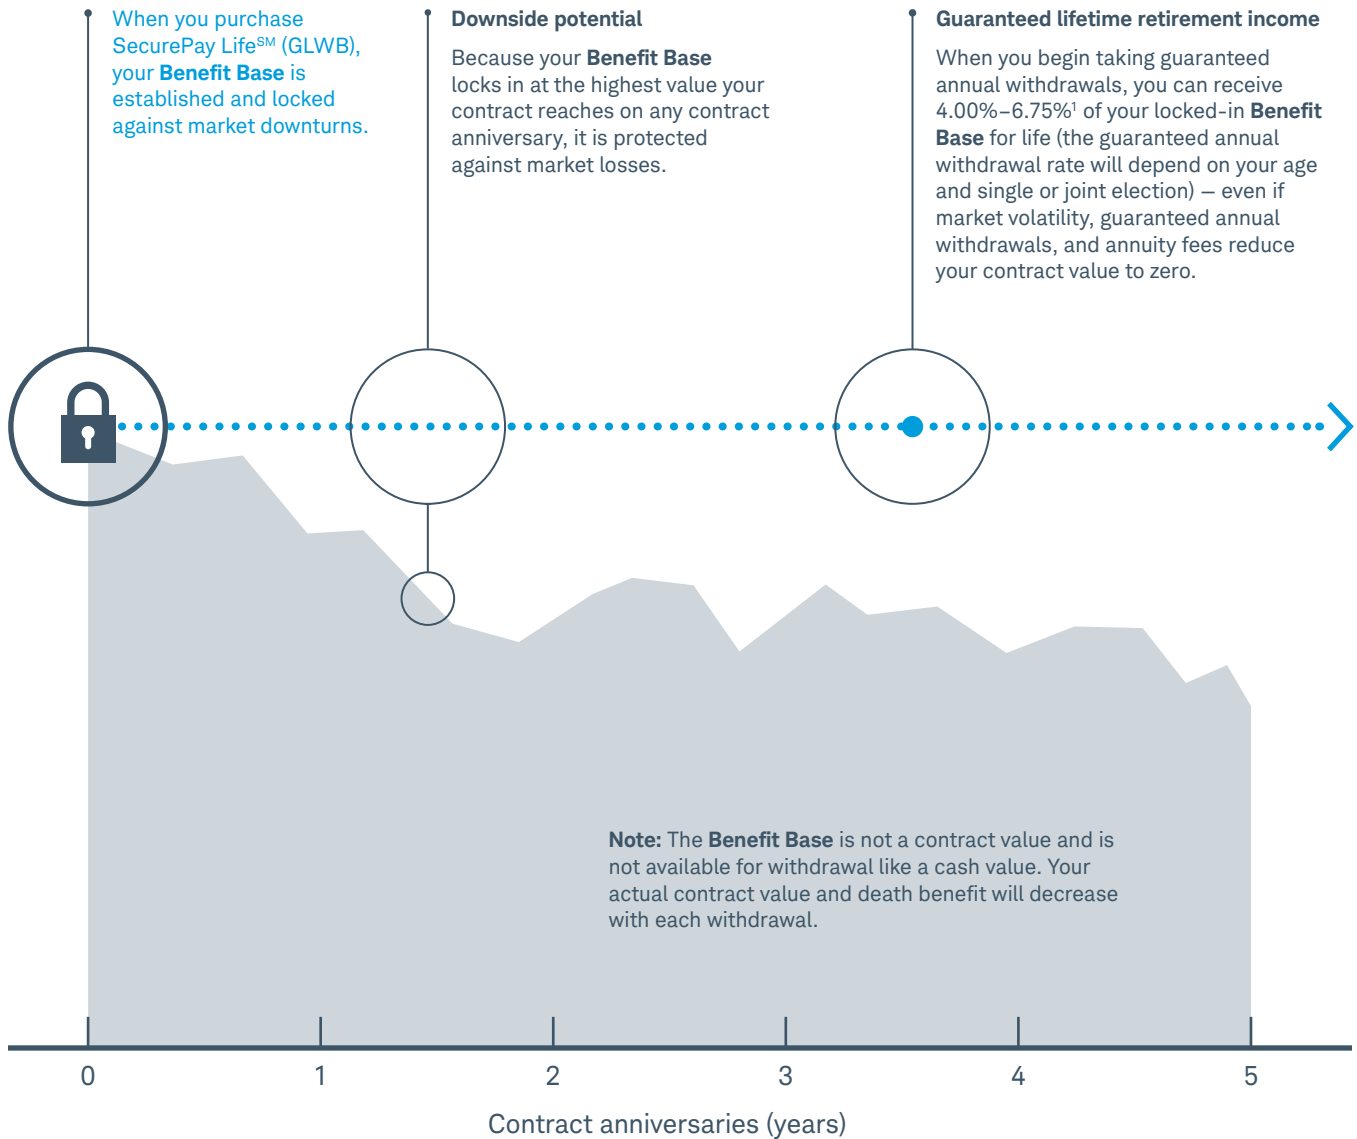 When you purchase
SecurePay Life℠ (GLWB),
your Benefit Base is
established and locked
against market downturns.
Downside potential
Because your Benefit Base
locks in at the highest value your
contract reaches on any contract
anniversary, it is protected
against market losses.
Guaranteed lifetime retirement income
When you begin taking guaranteed
annual withdrawals, you can receive
4.00%–6.75%¹ of your locked-in Benefit
Base for life (the guaranteed annual
withdrawal rate will depend on your age
and single or joint election) — even if
market volatility, guaranteed annual
withdrawals, and annuity fees reduce
your contract value to zero.
Note: The Benefit Base is not a contract value and is
not available for withdrawal like a cash value. Your
actual contract value and death benefit will decrease
with each withdrawal.
0 1 2 3 4 5
Contract anniversaries (years)